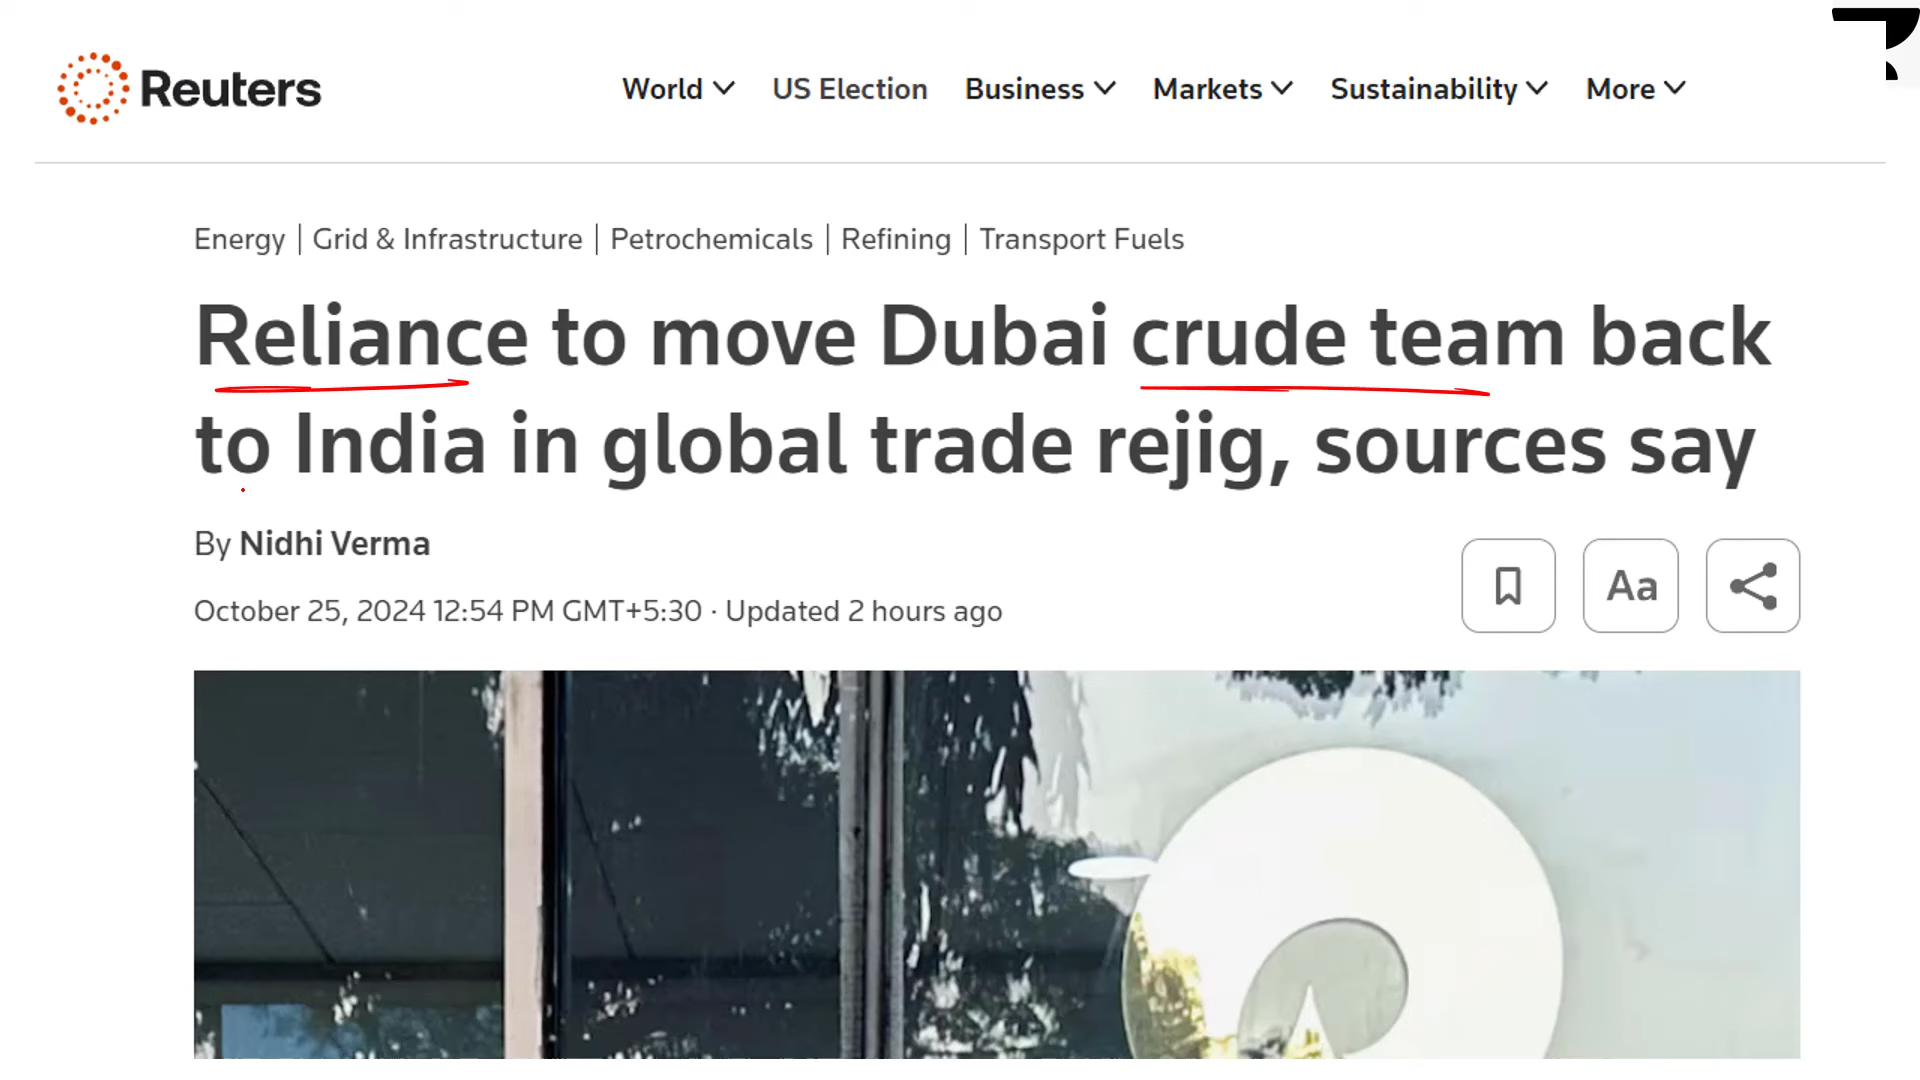 Reuters
World
US Election
Business
Markets
Sustainability
More
Energy | Grid & Infrastructure | Petrochemicals | Refining | Transport Fuels
Reliance to move Dubai crude team back
to India in global trade rejig, sources say
By Nidhi Verma
October 25, 2024 12:54 PM GMT+5:30 · Updated 2 hours ago
Aa